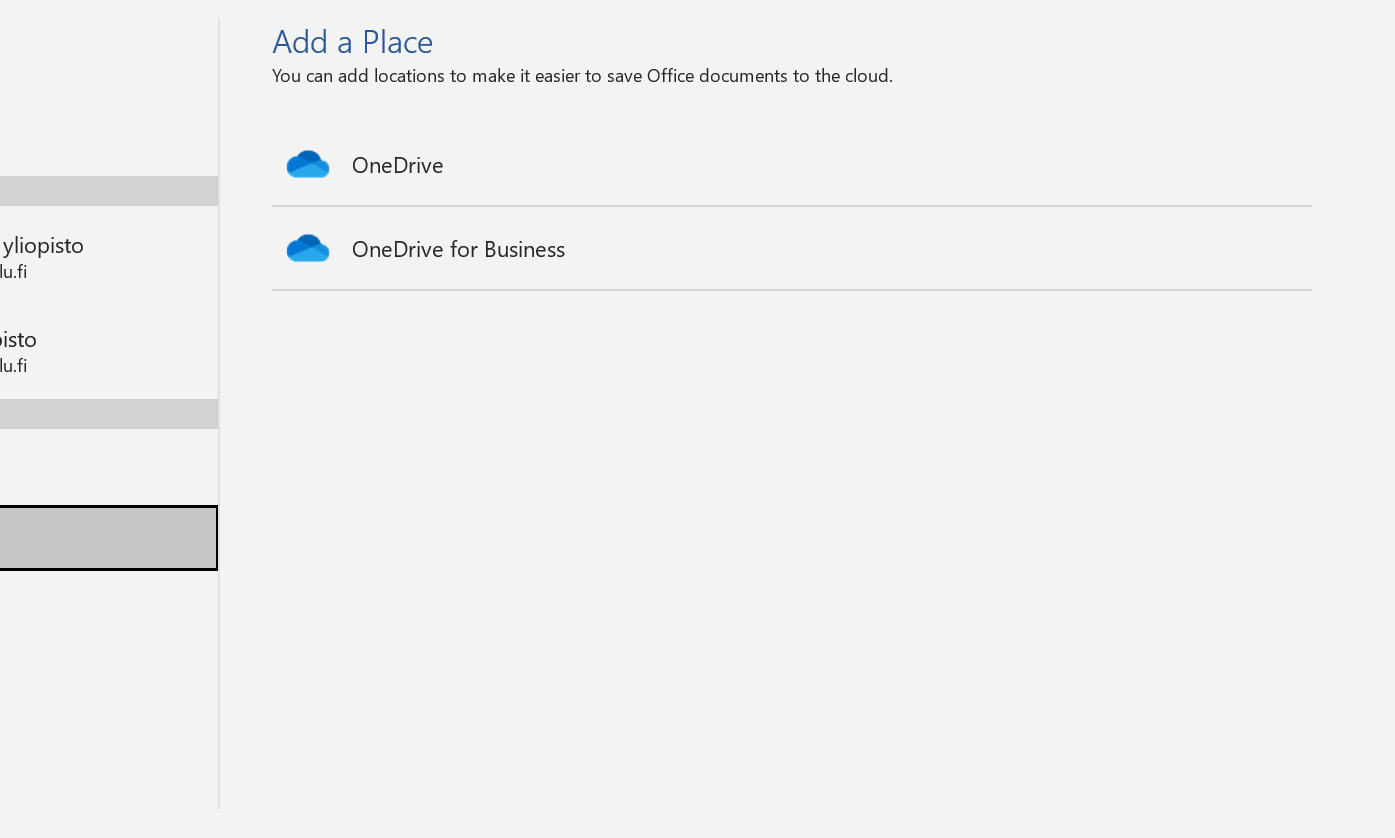 Add a Place
You can add locations to make it easier to save Office documents to the cloud.
OneDrive
OneDrive for Business
yliopisto
lu.fi
isto
lu.fi